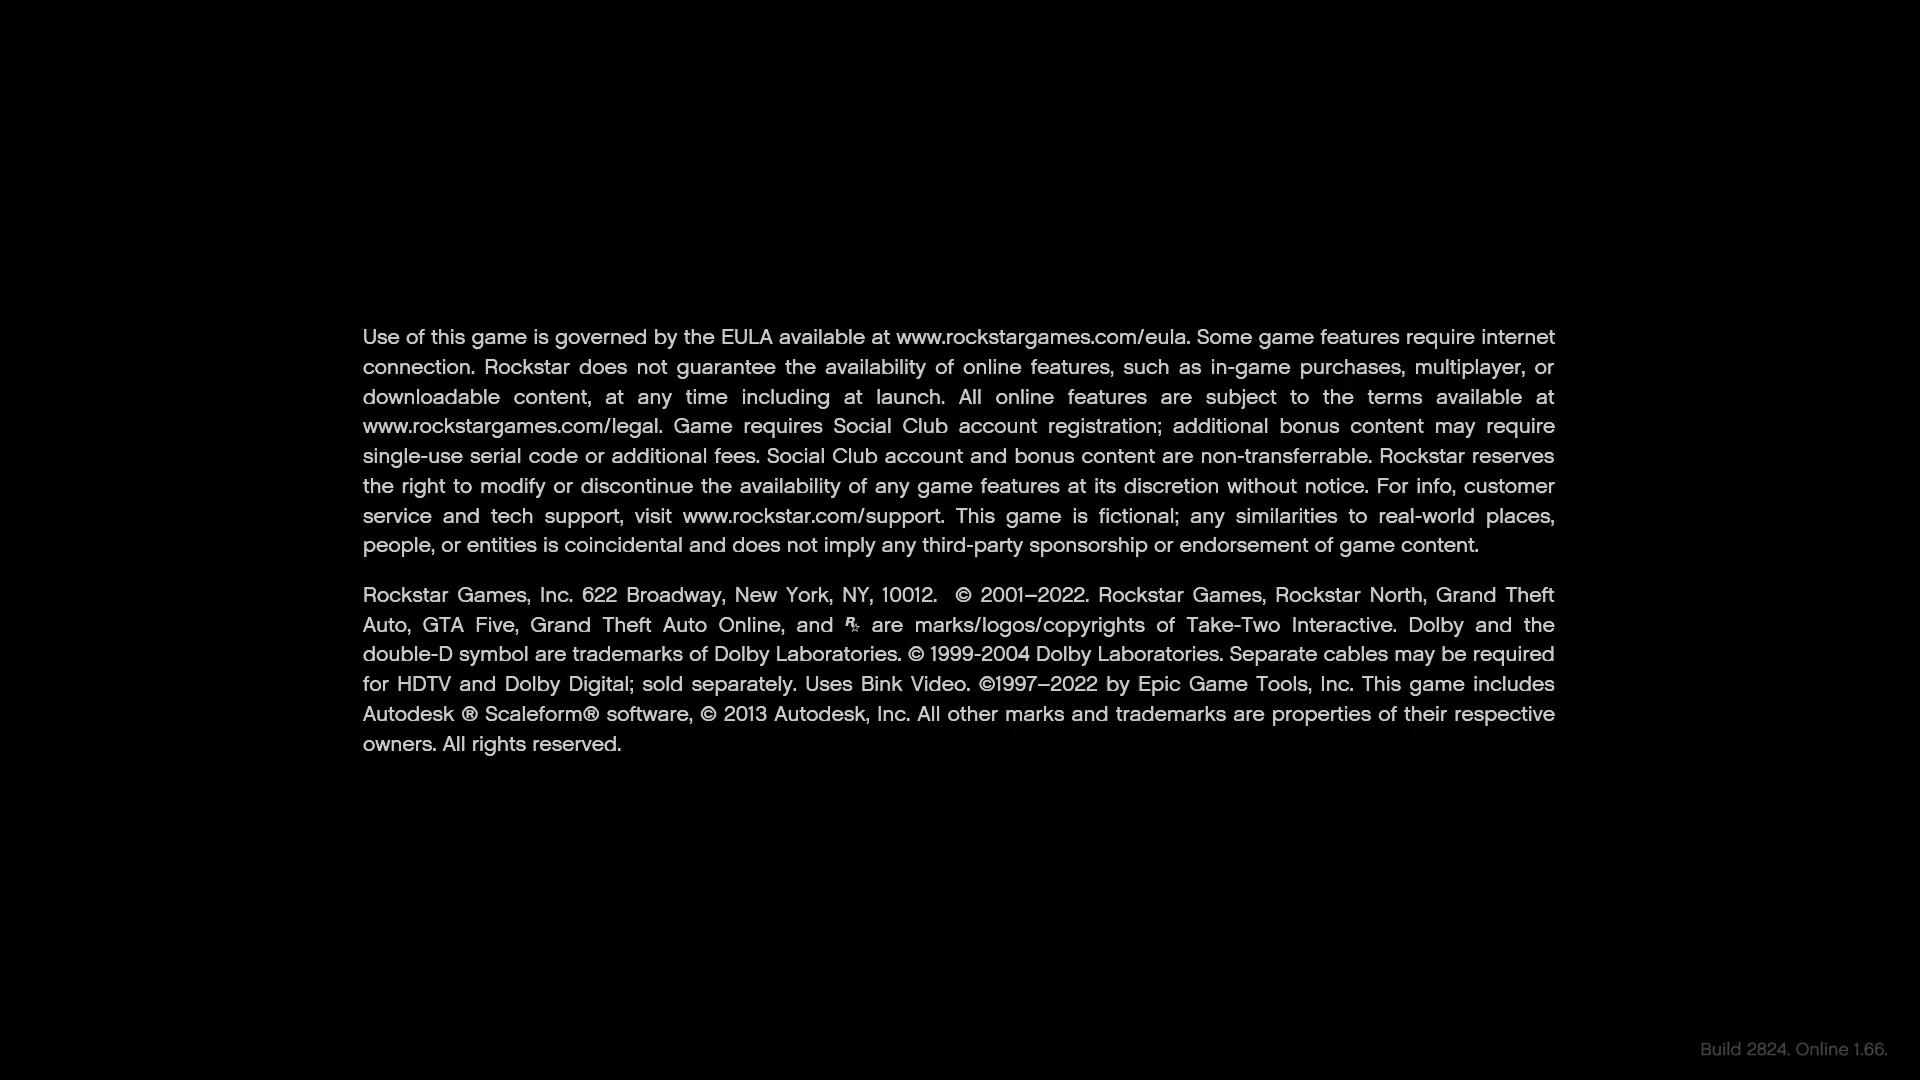 Use of this game is governed by the EULA available at www.rockstargames.com/eula. Some game features require internet
connection. Rockstar does not guarantee the availability of online features, such as in-game purchases, multiplayer, or
downloadable content, at any time including at launch. All online features are subject to the terms available at
www.rockstargames.com/legal. Game requires Social Club account registration; additional bonus content may require
single-use serial code or additional fees. Social Club account and bonus content are non-transferrable. Rockstar reserves
the right to modify or discontinue the availability of any game features at its discretion without notice. For info, customer
service and tech support, visit www.rockstar.com/support. This game is fictional; any similarities to real-world places,
people, or entities is coincidental and does not imply any third-party sponsorship or endorsement of game content.
Rockstar Games, Inc. 622 Broadway, New York, NY, 10012. © 2001–2022. Rockstar Games, Rockstar North, Grand Theft
Auto, GTA Five, Grand Theft Auto Online, and R☆ are marks/logos/copyrights of Take-Two Interactive. Dolby and the
double-D symbol are trademarks of Dolby Laboratories. © 1999-2004 Dolby Laboratories. Separate cables may be required
for HDTV and Dolby Digital; sold separately. Uses Bink Video. ©1997–2022 by Epic Game Tools, Inc. This game includes
Autodesk ® Scaleform® software, © 2013 Autodesk, Inc. All other marks and trademarks are properties of their respective
owners. All rights reserved.
Build 2824. Online 1.66.